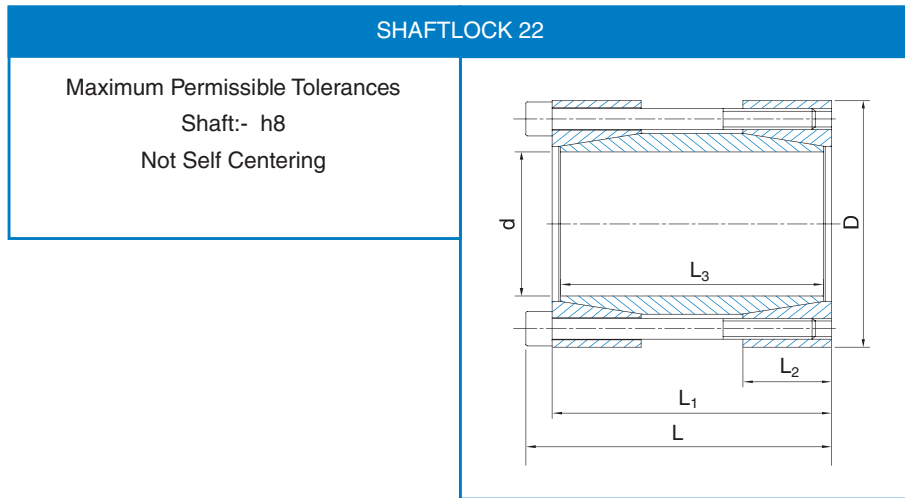 SHAFTLOCK 22
Maximum Permissible Tolerances
Shaft:- h8
Not Self Centering
d
D
L₃
L₂
L₁
L